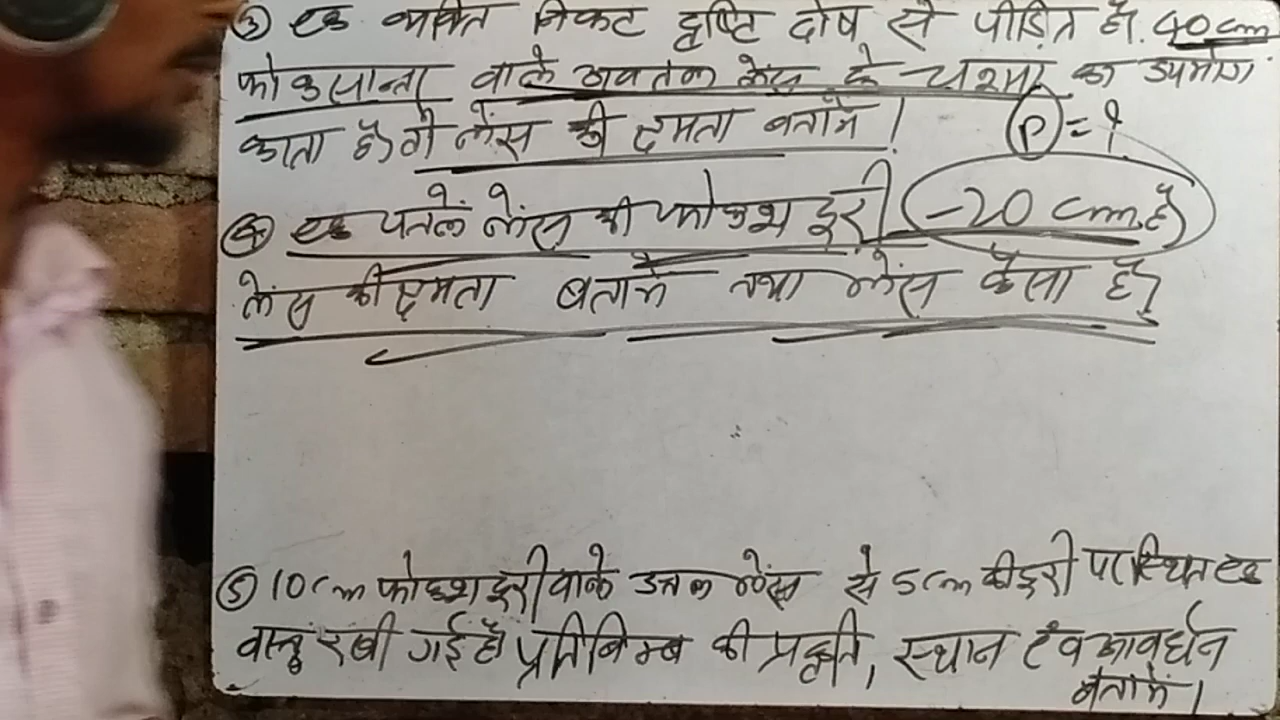 ③ एक व्यक्ति निकट दृष्टि दोष से पीड़ित है। 40 cm
फोकसान्तर वाले अवतल लेंस के चश्मा का उपयोग
करता है। तो लेंस की क्षमता बतायें। (P) = ?
④ एक पतले लेंस की फोकश दूरी -20 cm है
लेंस की क्षमता बतायें तथा लेंस कैसा है?
⑤ 10 cm फोकश दूरी वाले उत्तल लेंस से 5 cm की दूरी पर स्थित एक
वस्तु रखी गई है। प्रतिबिम्ब की प्रकृति, स्थान एवं आवर्धन
बतायें।